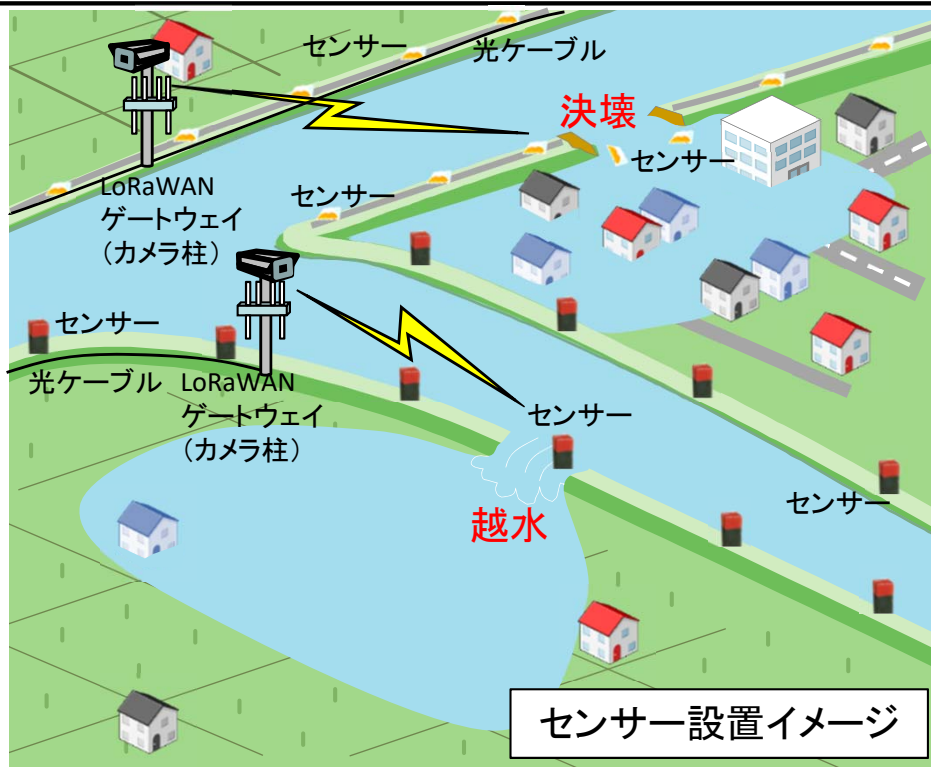 センサー
光ケーブル
決壊
センサー
LoRaWAN
ゲートウェイ
（カメラ柱）
センサー
センサー
光ケーブル
LoRaWAN
ゲートウェイ
（カメラ柱）
センサー
センサー
越水
センサー設置イメージ